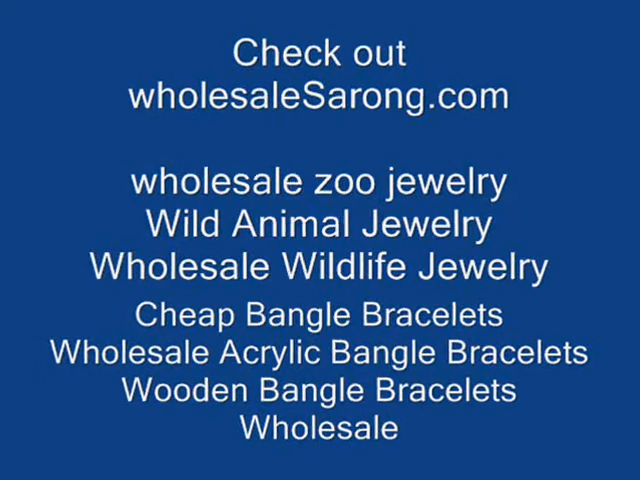 Check out
wholesaleSarong.com
wholesale zoo jewelry
Wild Animal Jewelry
Wholesale Wildlife Jewelry
Cheap Bangle Bracelets
Wholesale Acrylic Bangle Bracelets
Wooden Bangle Bracelets
Wholesale